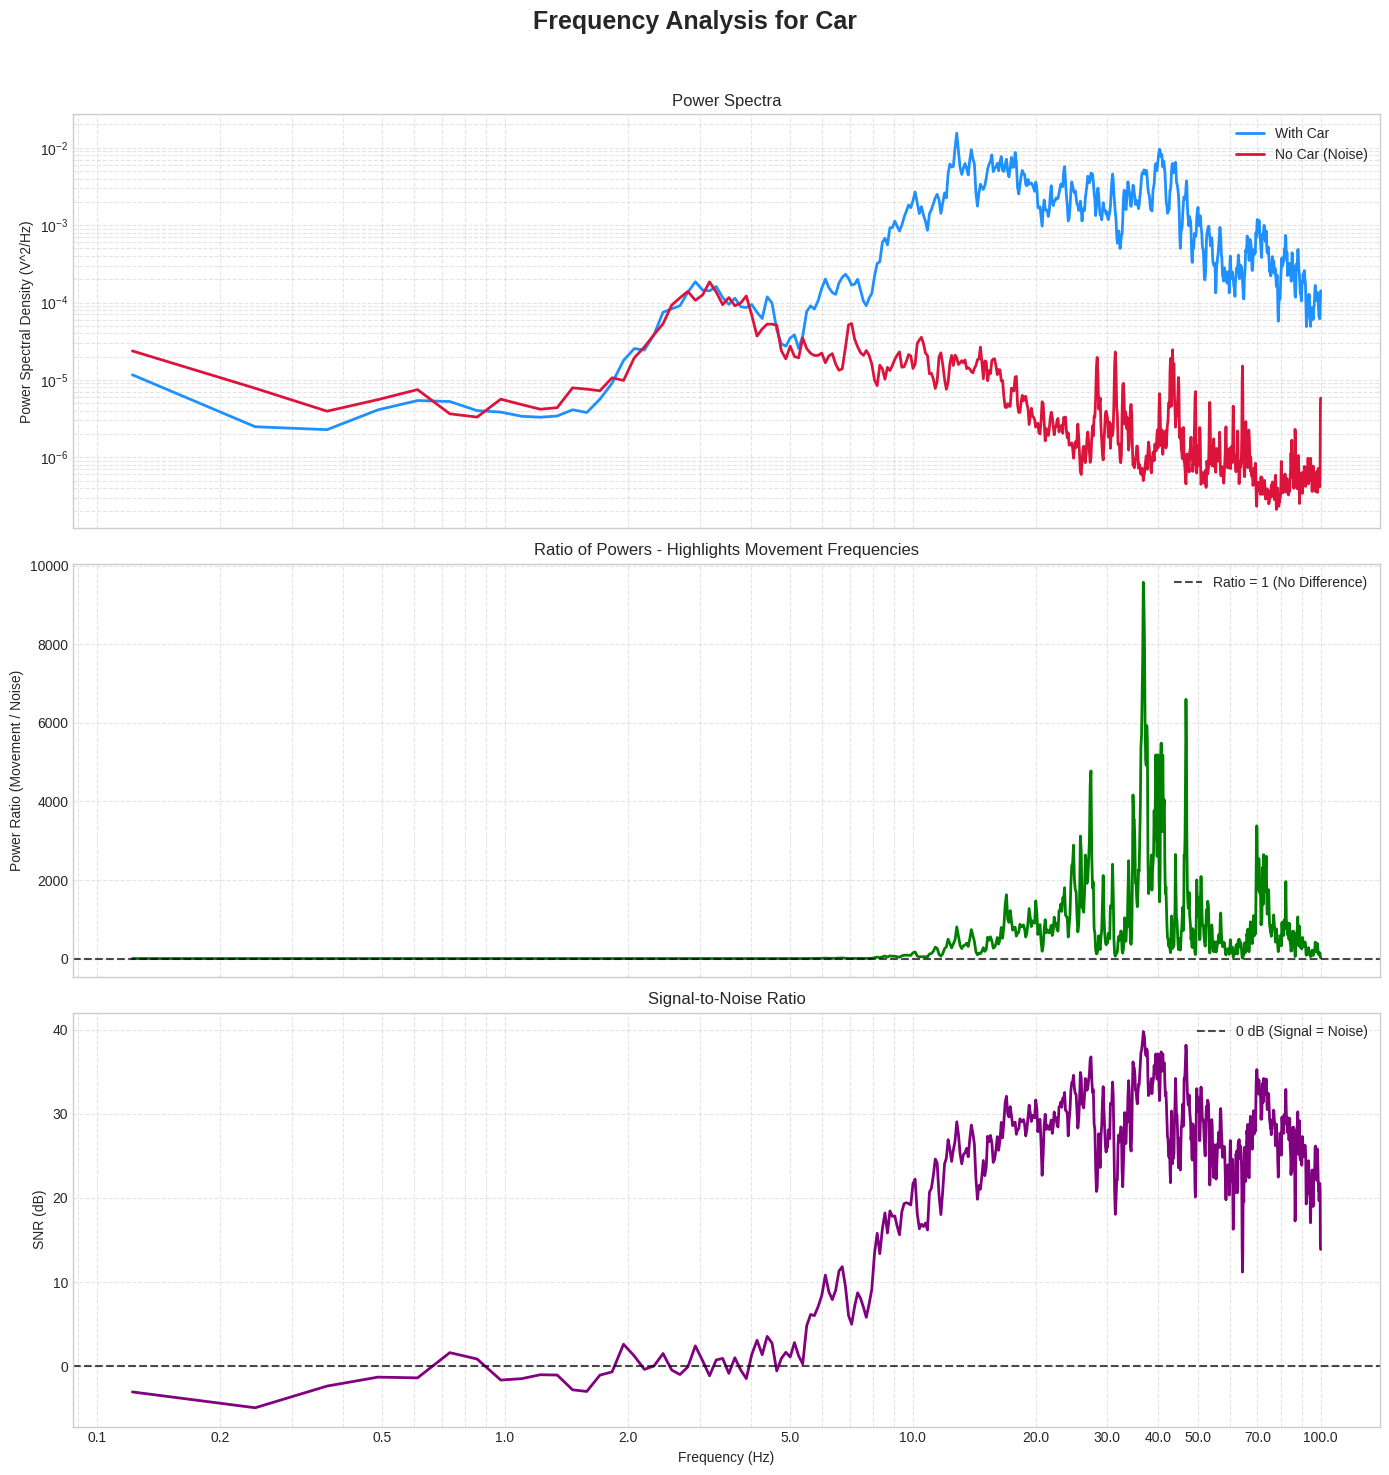 Frequency Analysis for Car
Power Spectra
Power Spectral Density (V^2/Hz)
10⁻²
10⁻³
10⁻⁴
10⁻⁵
10⁻⁶
With Car
No Car (Noise)
Ratio of Powers - Highlights Movement Frequencies
Power Ratio (Movement / Noise)
10000
8000
6000
4000
2000
0
Ratio = 1 (No Difference)
Signal-to-Noise Ratio
SNR (dB)
40
30
20
10
0
0 dB (Signal = Noise)
0.1 0.2 0.5 1.0 2.0 5.0 10.0 20.0 30.0 40.0 50.0 70.0 100.0
Frequency (Hz)